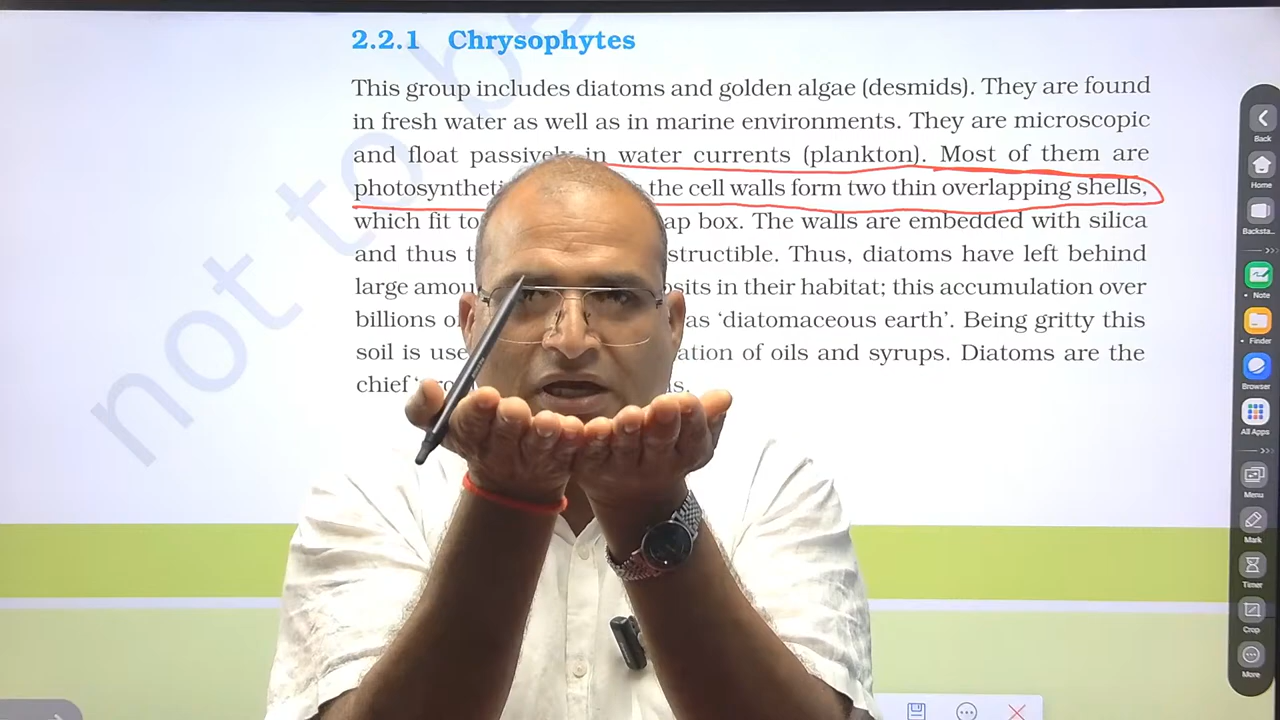 2.2.1 Chrysophytes
This group includes diatoms and golden algae (desmids). They are found
in fresh water as well as in marine environments. They are microscopic
and float passively in water currents (plankton). Most of them are
the cell walls form two thin overlapping shells,
which fit ap box. The walls are embedded with silica
and thus structible. Thus, diatoms have left behind
large in their habitat; this accumulation over
billions as ‘diatomaceous earth’. Being gritty this
soil is of oils and syrups. Diatoms are the
chief
not to be
Back
Home
Backsta...
Note
Finder
Browser
All Apps
Menu
Mark
Timer
Crop
More